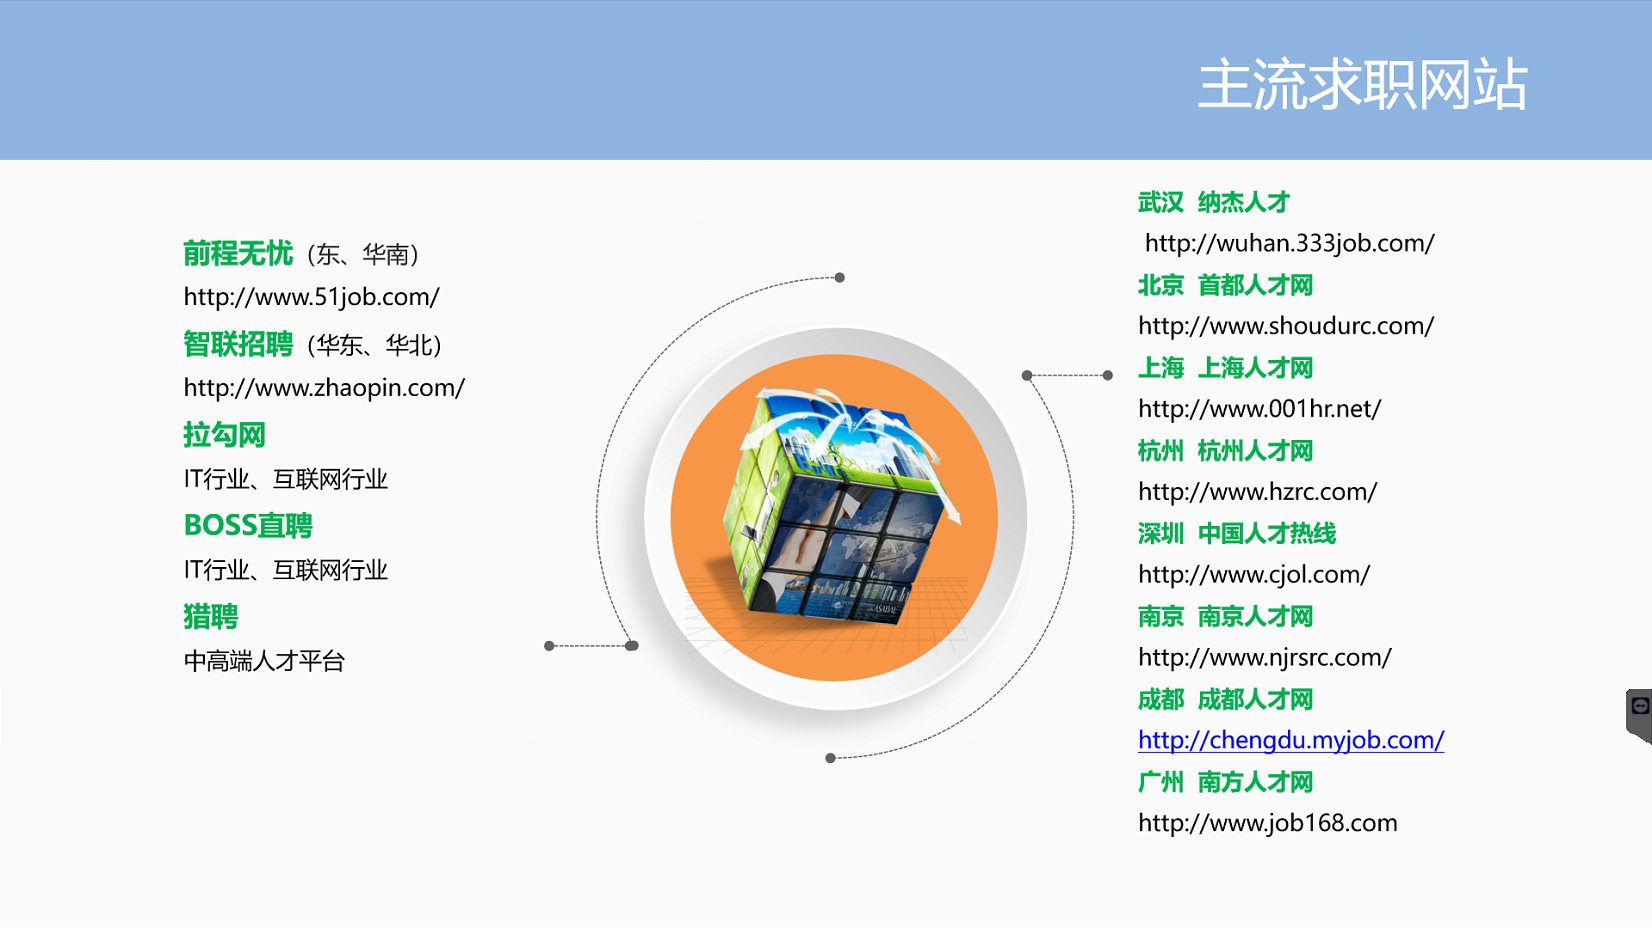 主流求职网站
前程无忧（东、华南）
http://www.51job.com/
智联招聘（华东、华北）
http://www.zhaopin.com/
拉勾网
IT行业、互联网行业
BOSS直聘
IT行业、互联网行业
猎聘
中高端人才平台
武汉 纳杰人才
http://wuhan.333job.com/
北京 首都人才网
http://www.shoudurc.com/
上海 上海人才网
http://www.001hr.net/
杭州 杭州人才网
http://www.hzrc.com/
深圳 中国人才热线
http://www.cjol.com/
南京 南京人才网
http://www.njrsrc.com/
成都 成都人才网
http://chengdu.myjob.com/
广州 南方人才网
http://www.job168.com
ASADAL